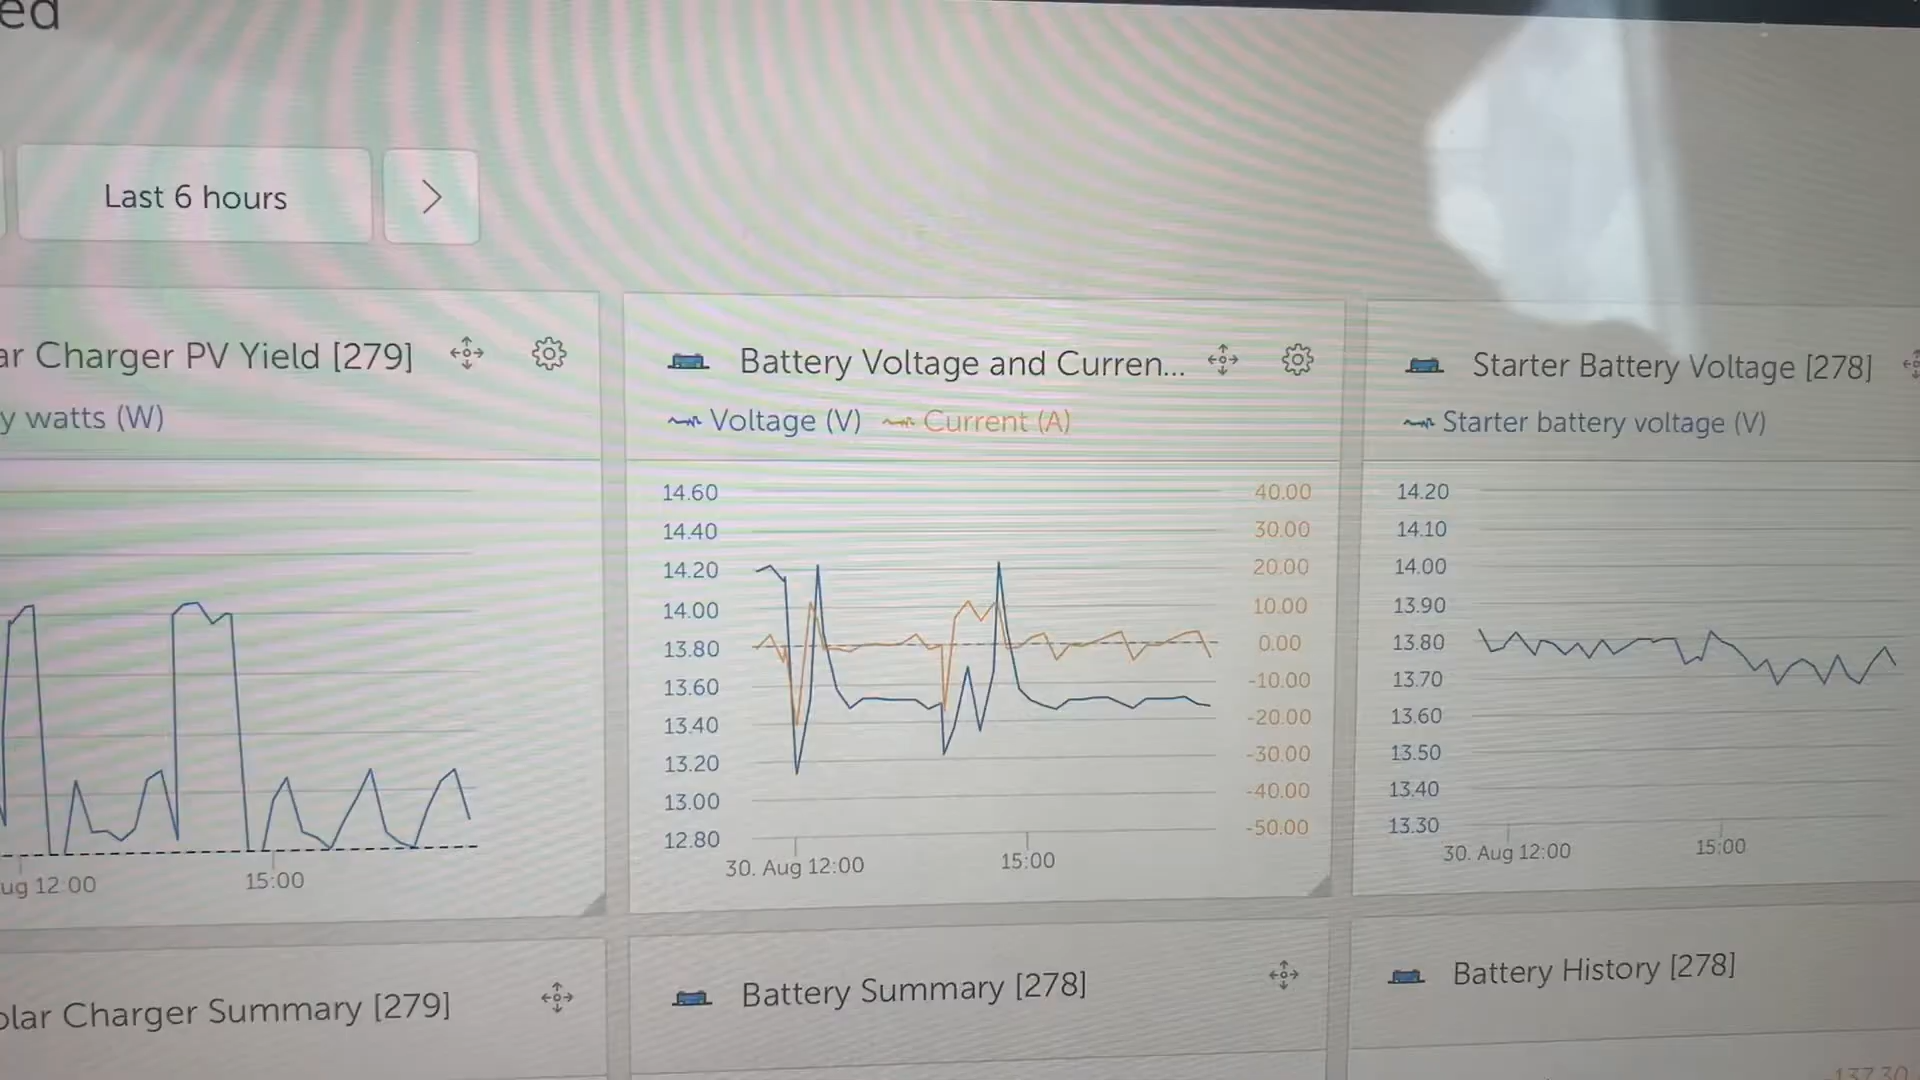 ed
Last 6 hours
ar Charger PV Yield [279]
y watts (W)
ug 12:00
15:00
Battery Voltage and Curren...
Voltage (V) Current (A)
14.60
14.40
14.20
14.00
13.80
13.60
13.40
13.20
13.00
12.80
40.00
30.00
20.00
10.00
0.00
-10.00
-20.00
-30.00
-40.00
-50.00
30. Aug 12:00
15:00
Starter Battery Voltage [278]
Starter battery voltage (V)
14.20
14.10
14.00
13.90
13.80
13.70
13.60
13.50
13.40
13.30
30. Aug 12:00
15:00
olar Charger Summary [279]
Battery Summary [278]
Battery History [278]